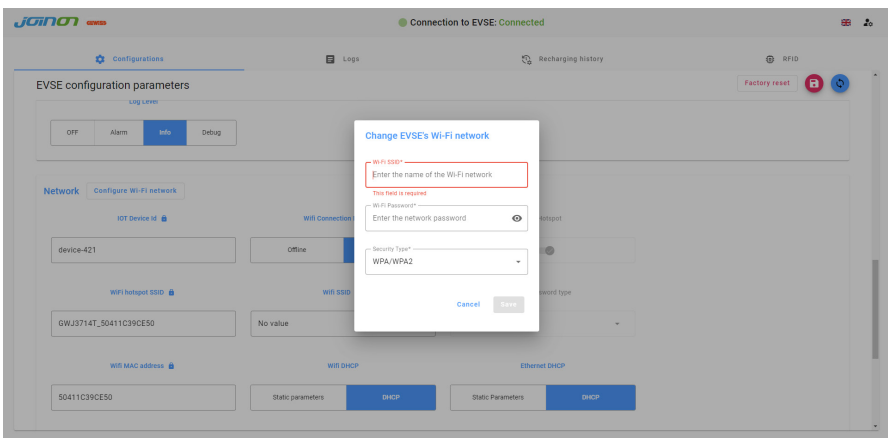 JOINON GEWISS
Connection to EVSE: Connected
Configurations
Logs
Recharging history
RFID
EVSE configuration parameters
Factory reset
Log Level
OFF
Alarm
Info
Debug
Change EVSE's Wi-Fi network
Wi-Fi SSID*
Enter the name of the Wi-Fi network
This field is required
Wi-Fi Password*
Enter the network password
Security Type*
WPA/WPA2
Cancel
Save
Network
Configure Wi-Fi network
IOT Device Id
Wifi Connection
Hotspot
device-421
Offline
WiFi hotspot SSID
Wifi SSID
type
GWJ3714T_50411C39CE50
No value
Wifi MAC address
Wifi DHCP
Ethernet DHCP
50411C39CE50
Static parameters
DHCP
Static Parameters
DHCP